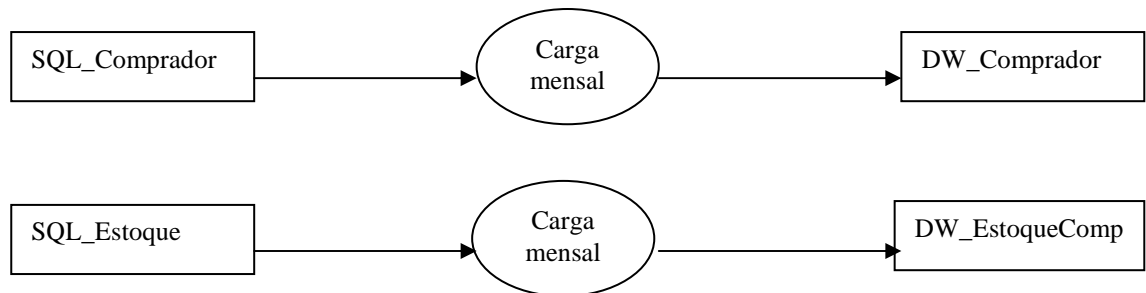 SQL_Comprador
Carga
mensal
DW_Comprador
SQL_Estoque
Carga
mensal
DW_EstoqueComp